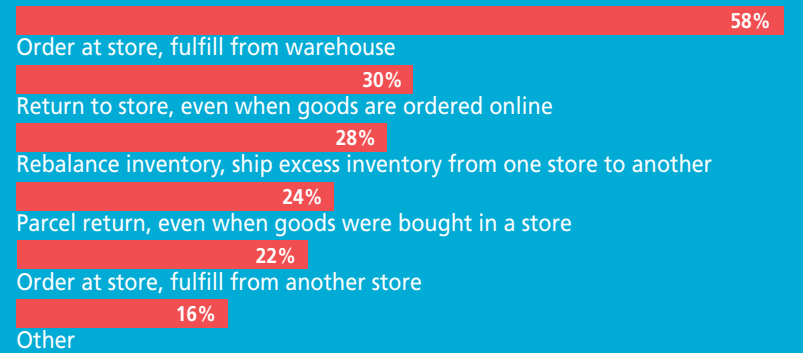 58%
Order at store, fulfill from warehouse
30%
Return to store, even when goods are ordered online
28%
Rebalance inventory, ship excess inventory from one store to another
24%
Parcel return, even when goods were bought in a store
22%
Order at store, fulfill from another store
16%
Other